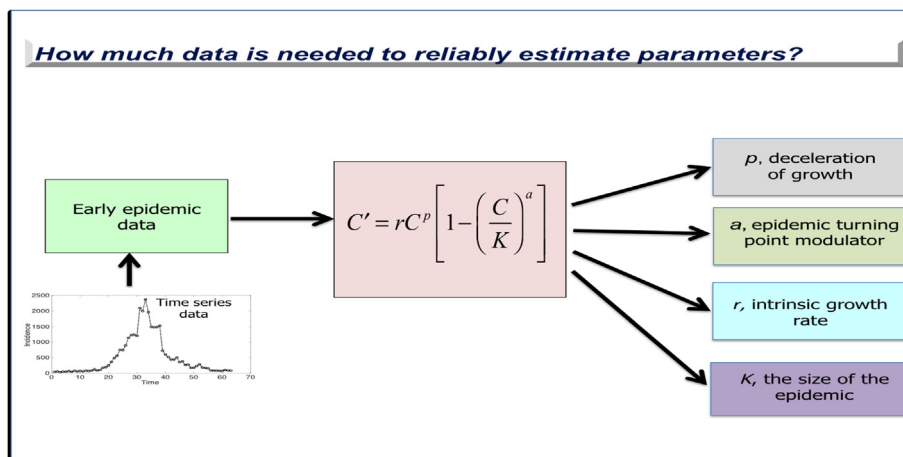 How much data is needed to reliably estimate parameters?
Early epidemic
data
C′ = rC^p [1 − (C/K)^a]
p, deceleration
of growth
a, epidemic turning
point modulator
r, intrinsic growth
rate
K, the size of the
epidemic
Time series
data
Incidence
2500
2000
1500
1000
500
0
0 10 20 30 40 50 60 70
Time